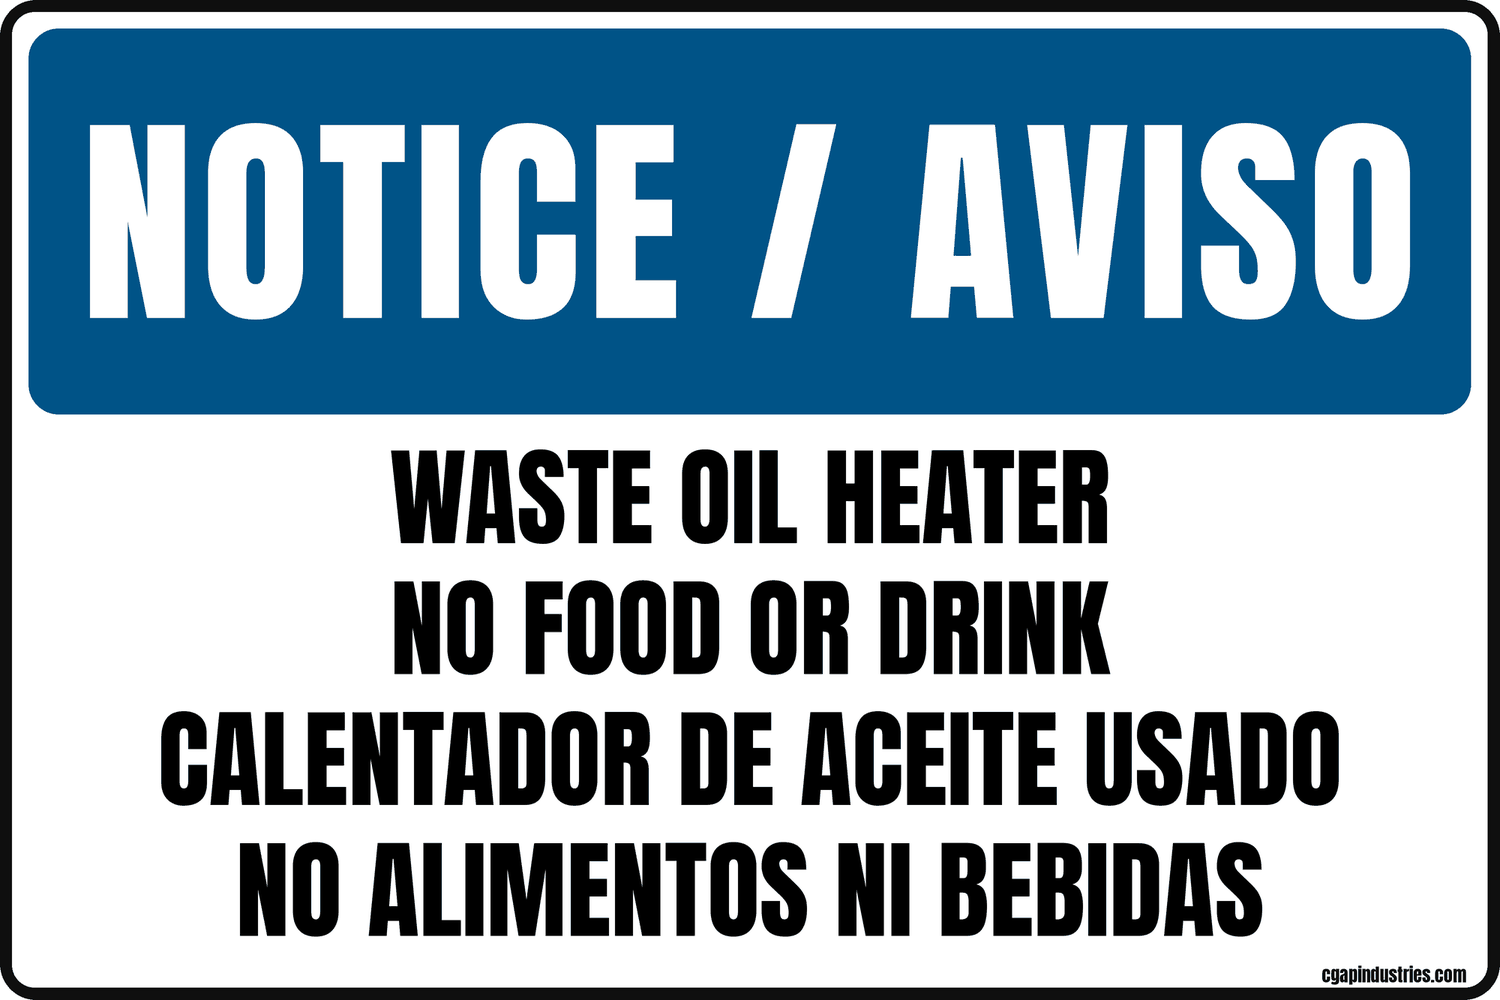 NOTICE / AVISO
WASTE OIL HEATER
NO FOOD OR DRINK
CALENTADOR DE ACEITE USADO
NO ALIMENTOS NI BEBIDAS
cgapindustries.com